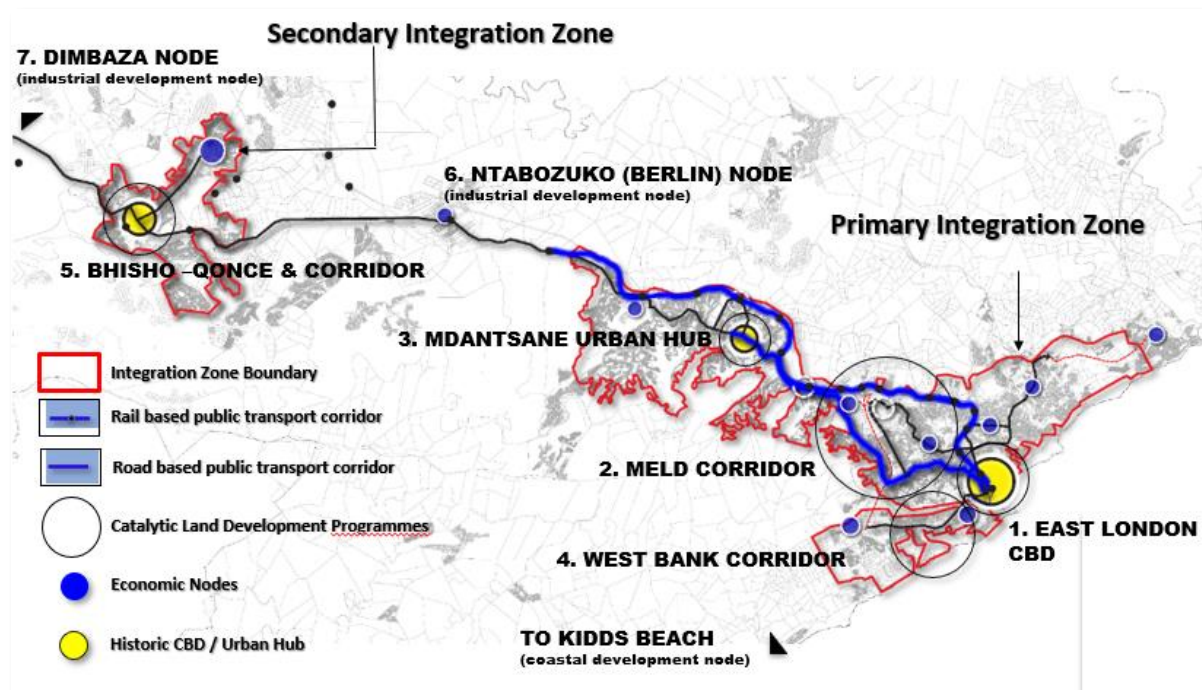 Secondary Integration Zone
7. DIMBAZA NODE
(industrial development node)
6. NTABOZUKO (BERLIN) NODE
(industrial development node)
Primary Integration Zone
5. BHISHO –QONCE & CORRIDOR
3. MDANTSANE URBAN HUB
Integration Zone Boundary
Rail based public transport corridor
Road based public transport corridor
2. MELD CORRIDOR
Catalytic Land Development Programmes
1. EAST LONDON
CBD
4. WEST BANK CORRIDOR
Economic Nodes
Historic CBD / Urban Hub
TO KIDDS BEACH
(coastal development node)